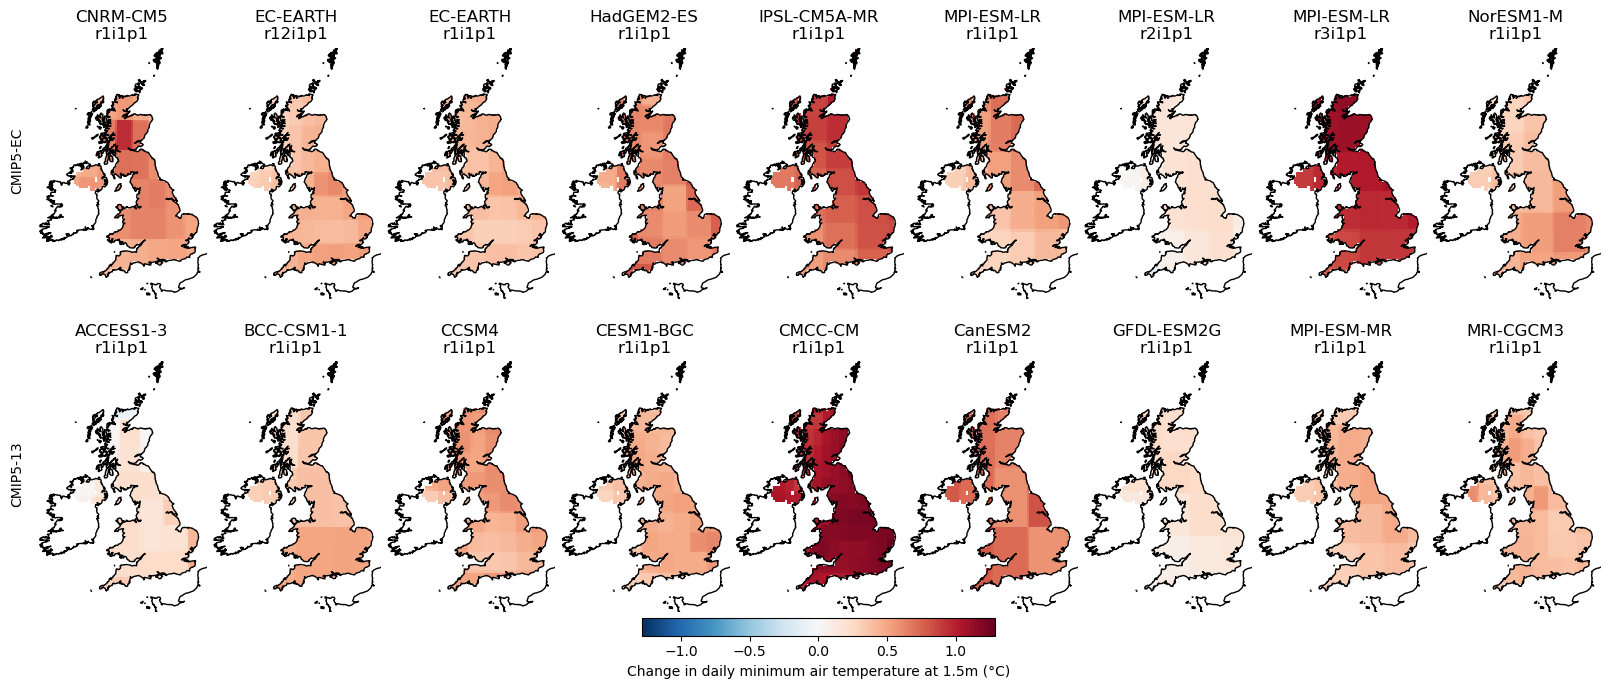 CNRM-CM5
r1i1p1
EC-EARTH
r12i1p1
EC-EARTH
r1i1p1
HadGEM2-ES
r1i1p1
IPSL-CM5A-MR
r1i1p1
MPI-ESM-LR
r1i1p1
MPI-ESM-LR
r2i1p1
MPI-ESM-LR
r3i1p1
NorESM1-M
r1i1p1
CMIP5-EC
ACCESS1-3
r1i1p1
BCC-CSM1-1
r1i1p1
CCSM4
r1i1p1
CESM1-BGC
r1i1p1
CMCC-CM
r1i1p1
CanESM2
r1i1p1
GFDL-ESM2G
r1i1p1
MPI-ESM-MR
r1i1p1
MRI-CGCM3
r1i1p1
CMIP5-13
−1.0 −0.5 0.0 0.5 1.0
Change in daily minimum air temperature at 1.5m (°C)